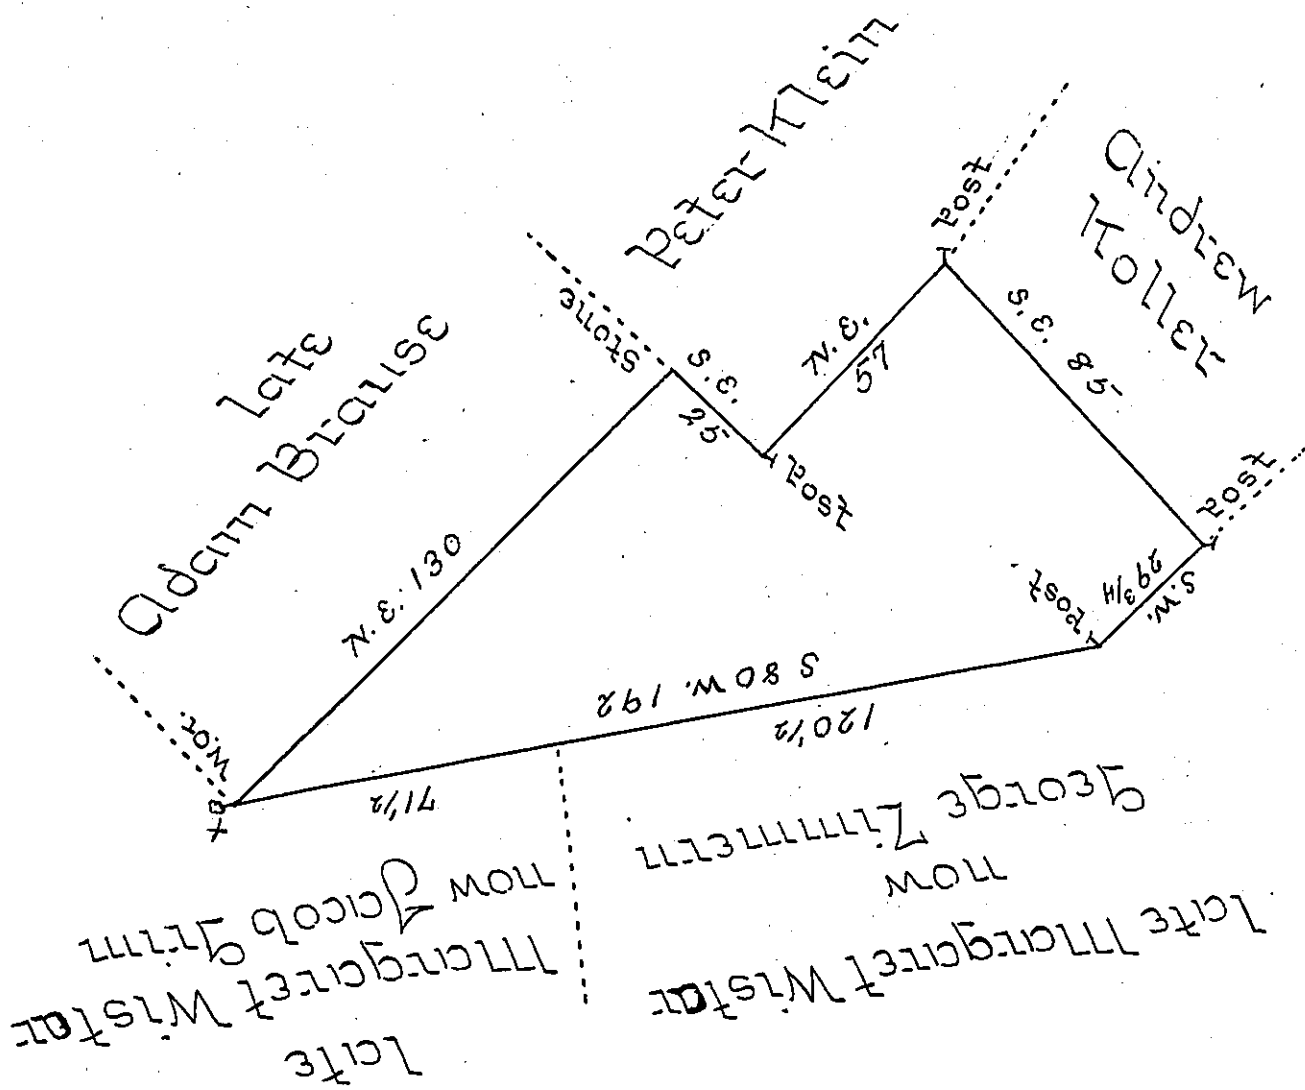 late
Adam Brause
Peter Klein
Andrew
Koller
Stone
S.E.
25
Post
N.E.
57
Post
S.E. 85
Post
29 3/4
S.W.
Post
N.E. 130
S 80 W. 192
120 1/2
71 1/2
W.O.
X
late Margaret Wistar
now
George Zimmern
late
Margaret Wistar
now Jacob Grim